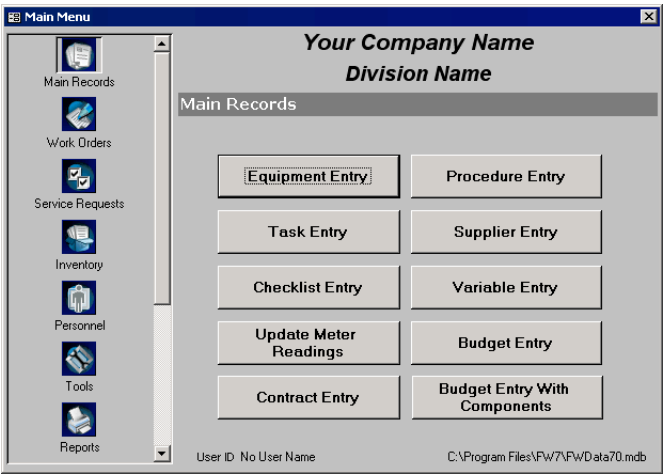 Main Menu
Your Company Name
Division Name
Main Records
Main Records
Work Orders
Service Requests
Inventory
Personnel
Tools
Reports
Equipment Entry
Procedure Entry
Task Entry
Supplier Entry
Checklist Entry
Variable Entry
Update Meter
Readings
Budget Entry
Contract Entry
Budget Entry With
Components
User ID No User Name
C:\Program Files\FW7\FWData70.mdb